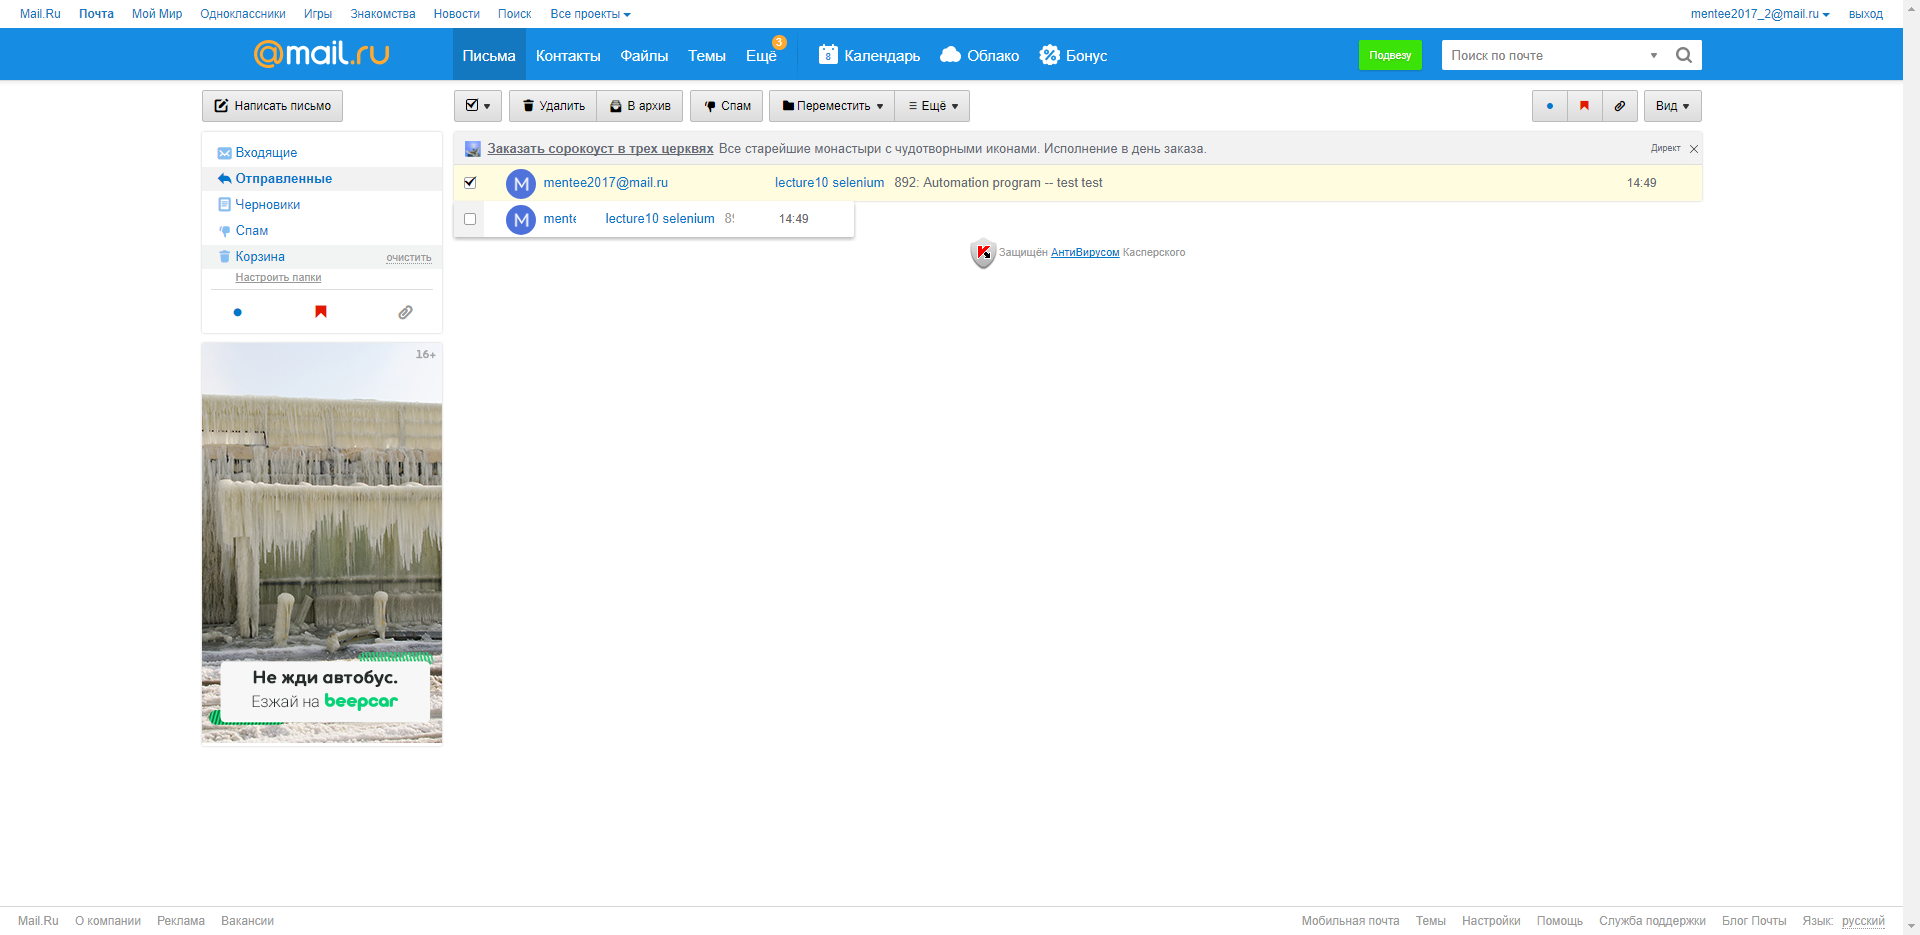 Mail.Ru Почта Мой Мир Одноклассники Игры Знакомства Новости Поиск Все проекты mentee2017_2@mail.ru выход
@mail.ru Письма Контакты Файлы Темы Ещё 3 8 Календарь Облако Бонус Подвезу Поиск по почте
Написать письмо Удалить В архив Спам Переместить Ещё Вид
Входящие
Отправленные
Черновики
Спам
Корзина очистить
Настроить папки
Заказать сорокоуст в трех церквях Все старейшие монастыри с чудотворными иконами. Исполнение в день заказа. Директ
M mentee2017@mail.ru lecture10 selenium 892: Automation program -- test test 14:49
M mente lecture10 selenium 14:49
Защищён АнтиВирусом Касперского
16+
Не жди автобус.
Езжай на beepcar
Mail.Ru О компании Реклама Вакансии Мобильная почта Темы Настройки Помощь Служба поддержки Блог Почты Язык: русский